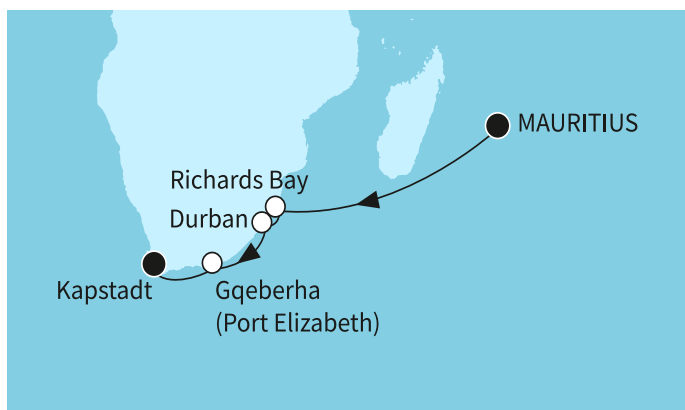 MAURITIUS
Richards Bay
Durban
Kapstadt
Gqeberha
(Port Elizabeth)